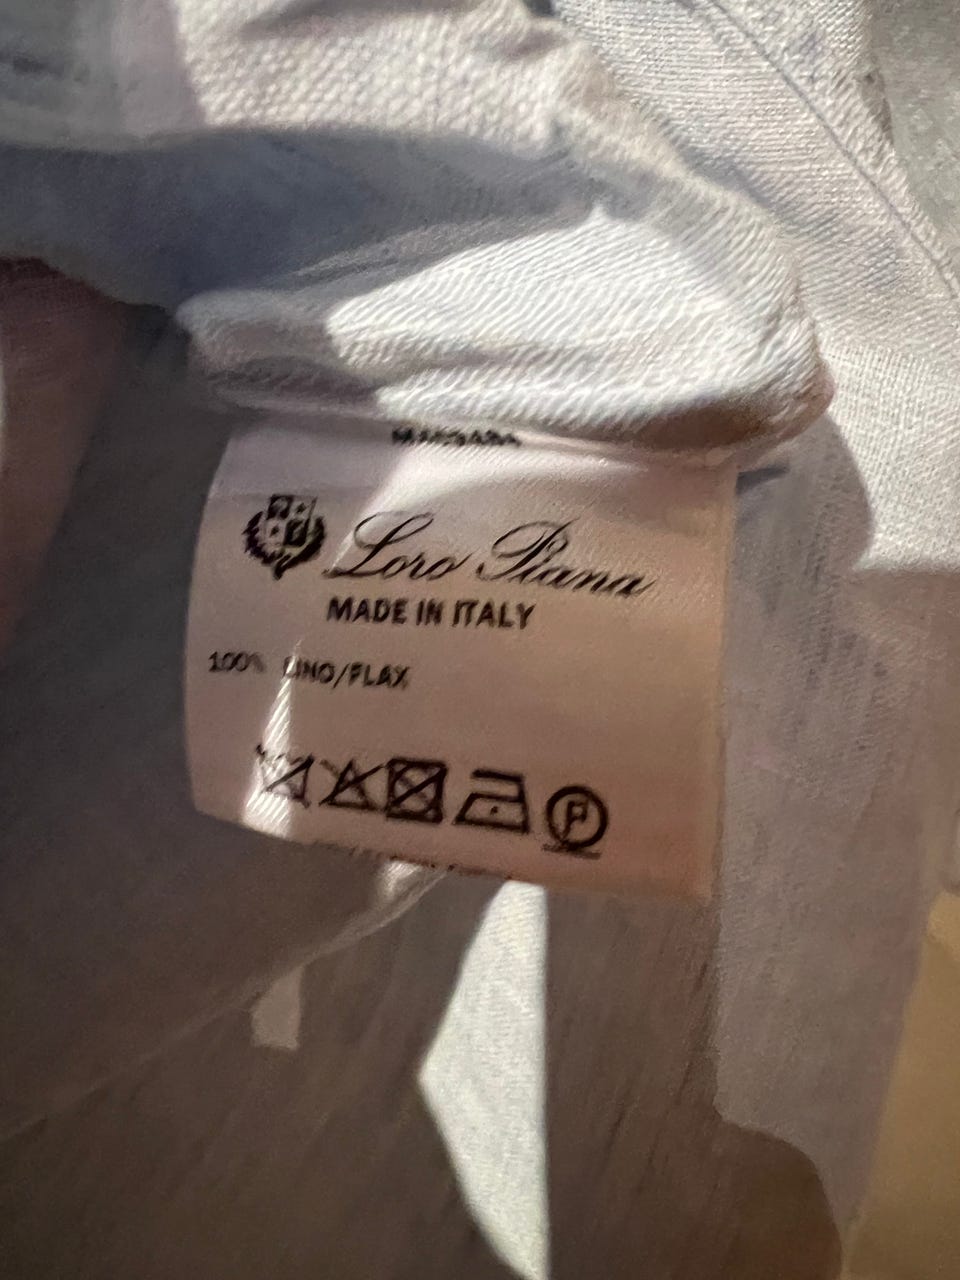 Loro Piana
MADE IN ITALY
100% LINO/FLAX
P